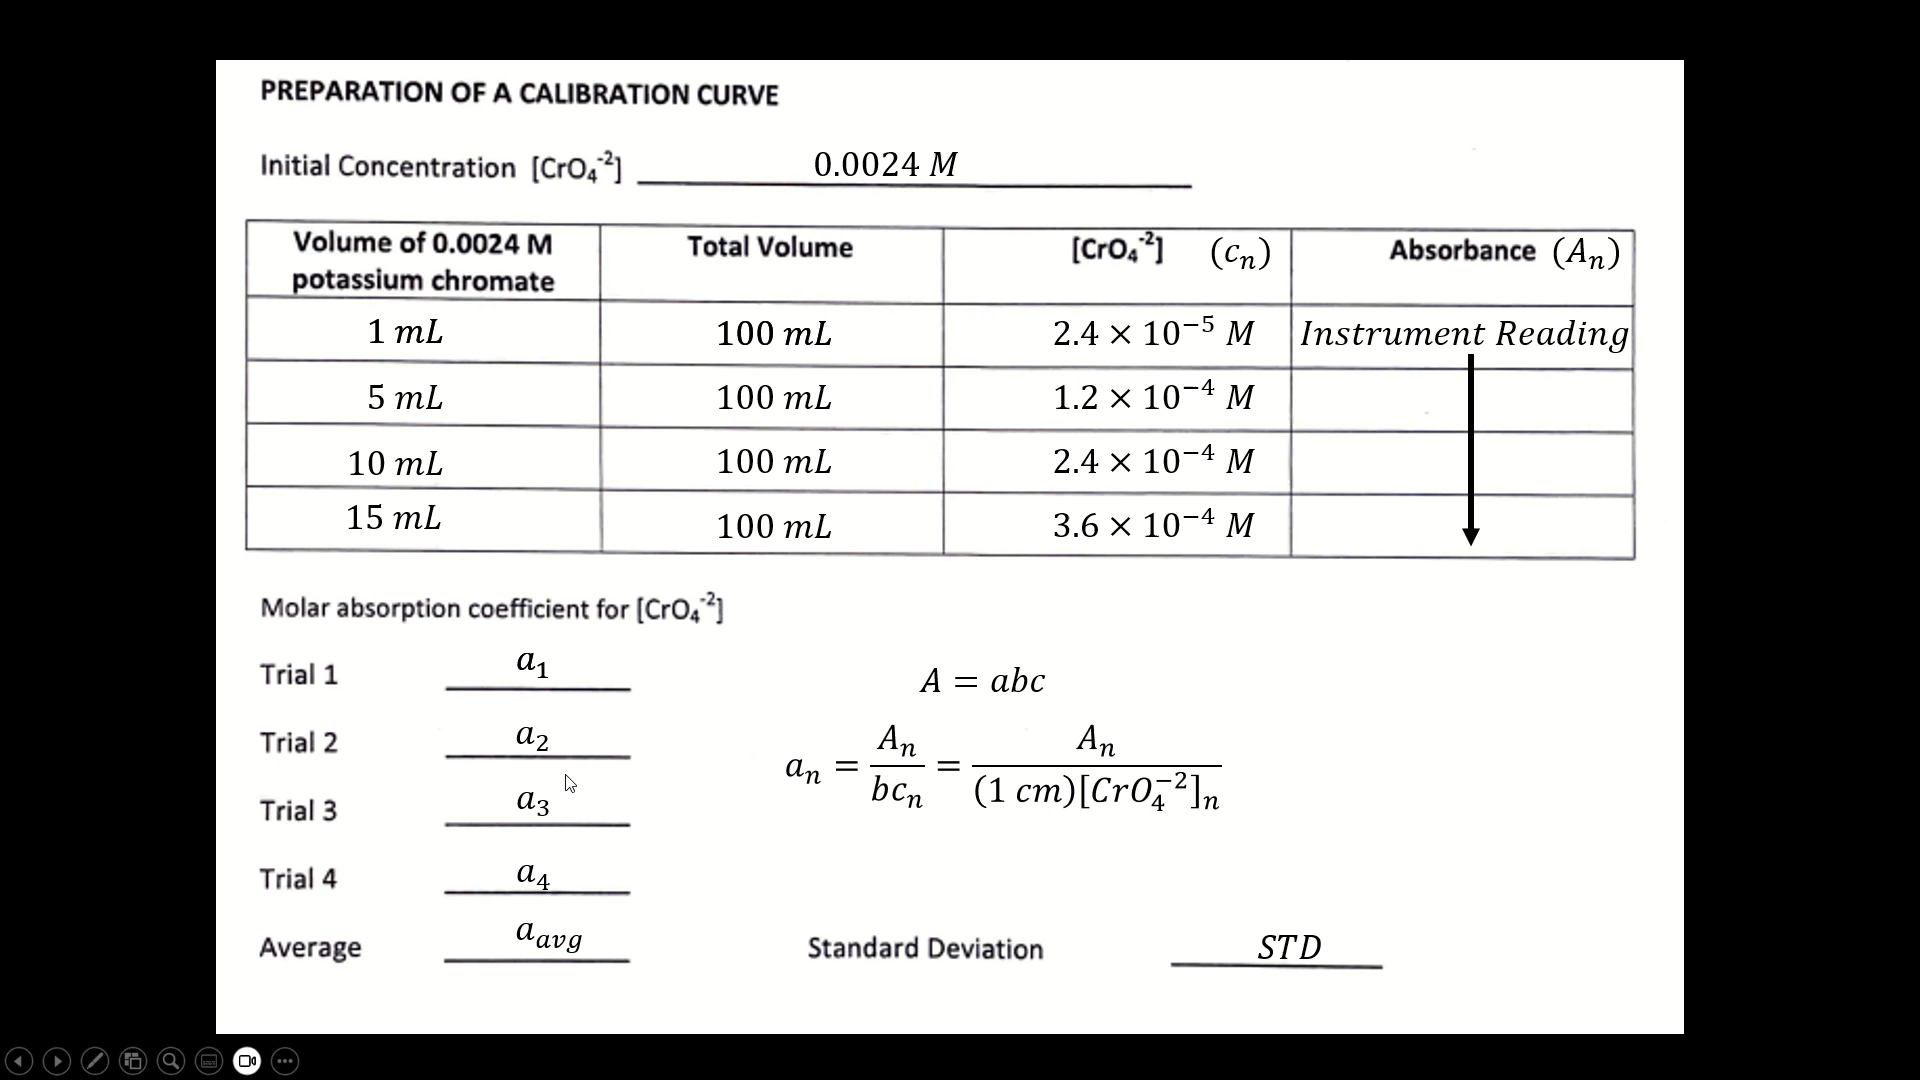 PREPARATION OF A CALIBRATION CURVE
Initial Concentration [CrO₄⁻²] 0.0024 M
Volume of 0.0024 M potassium chromate | Total Volume | [CrO₄⁻²] (cₙ) | Absorbance (Aₙ)
1 mL | 100 mL | 2.4 × 10⁻⁵ M | Instrument Reading
5 mL | 100 mL | 1.2 × 10⁻⁴ M
10 mL | 100 mL | 2.4 × 10⁻⁴ M
15 mL | 100 mL | 3.6 × 10⁻⁴ M
Molar absorption coefficient for [CrO₄⁻²]
Trial 1 a₁
A = abc
Trial 2 a₂
aₙ = Aₙ / bcₙ = Aₙ / (1 cm)[CrO₄⁻²]ₙ
Trial 3 a₃
Trial 4 a₄
Average a_avg Standard Deviation STD